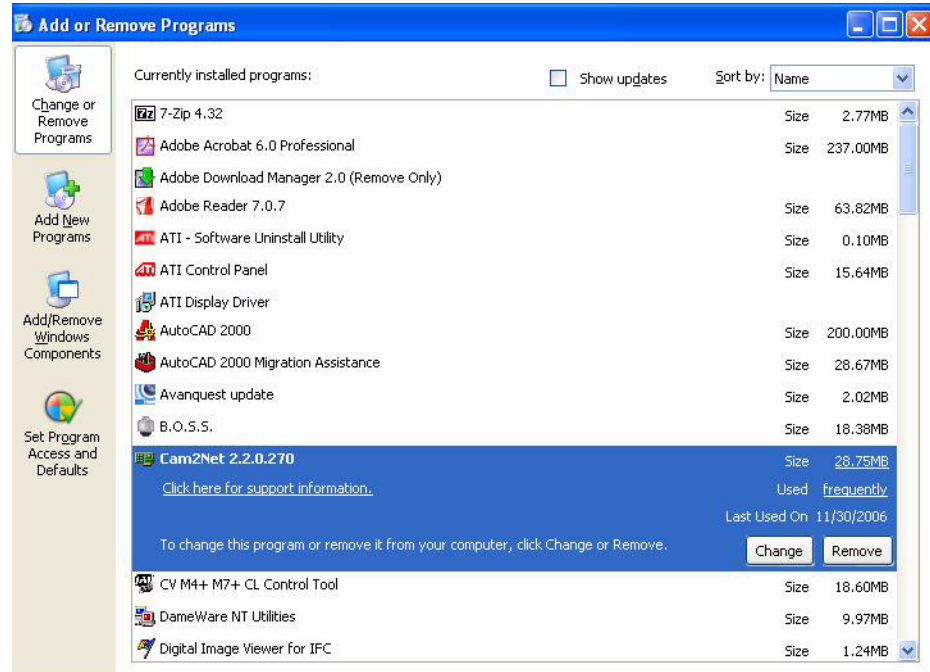 Add or Remove Programs
Change or
Remove
Programs
Add New
Programs
Add/Remove
Windows
Components
Set Program
Access and
Defaults
Currently installed programs:
Show updates
Sort by: Name
7-Zip 4.32 Size 2.77MB
Adobe Acrobat 6.0 Professional Size 237.00MB
Adobe Download Manager 2.0 (Remove Only)
Adobe Reader 7.0.7 Size 63.82MB
ATI - Software Uninstall Utility Size 0.10MB
ATI Control Panel Size 15.64MB
ATI Display Driver
AutoCAD 2000 Size 200.00MB
AutoCAD 2000 Migration Assistance Size 28.67MB
Avanquest update Size 2.02MB
B.O.S.S. Size 18.38MB
Cam2Net 2.2.0.270 Size 28.75MB
Click here for support information. Used frequently
Last Used On 11/30/2006
To change this program or remove it from your computer, click Change or Remove. Change Remove
CV M4+ M7+ CL Control Tool Size 18.60MB
DameWare NT Utilities Size 9.97MB
Digital Image Viewer for IFC Size 1.24MB